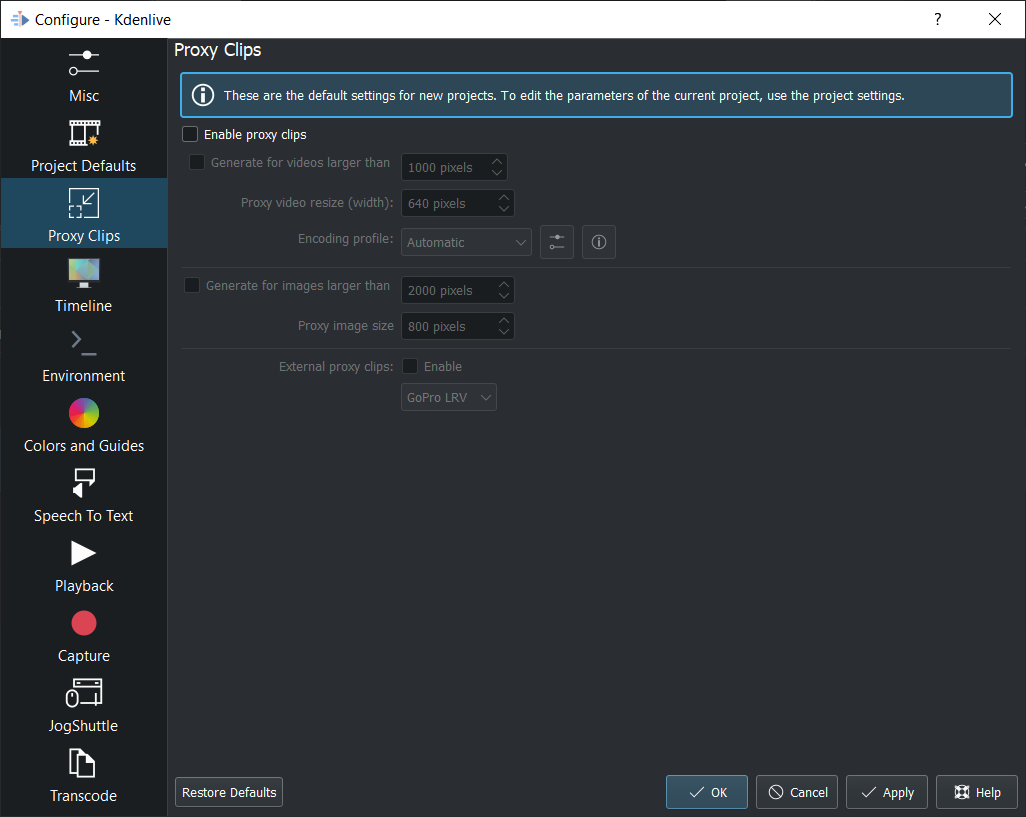 Configure - Kdenlive
?
Misc
Project Defaults
Proxy Clips
Timeline
Environment
Colors and Guides
Speech To Text
Playback
Capture
JogShuttle
Transcode
Proxy Clips
These are the default settings for new projects. To edit the parameters of the current project, use the project settings.
Enable proxy clips
Generate for videos larger than 1000 pixels
Proxy video resize (width): 640 pixels
Encoding profile: Automatic
Generate for images larger than 2000 pixels
Proxy image size 800 pixels
External proxy clips: Enable
GoPro LRV
Restore Defaults OK Cancel Apply Help